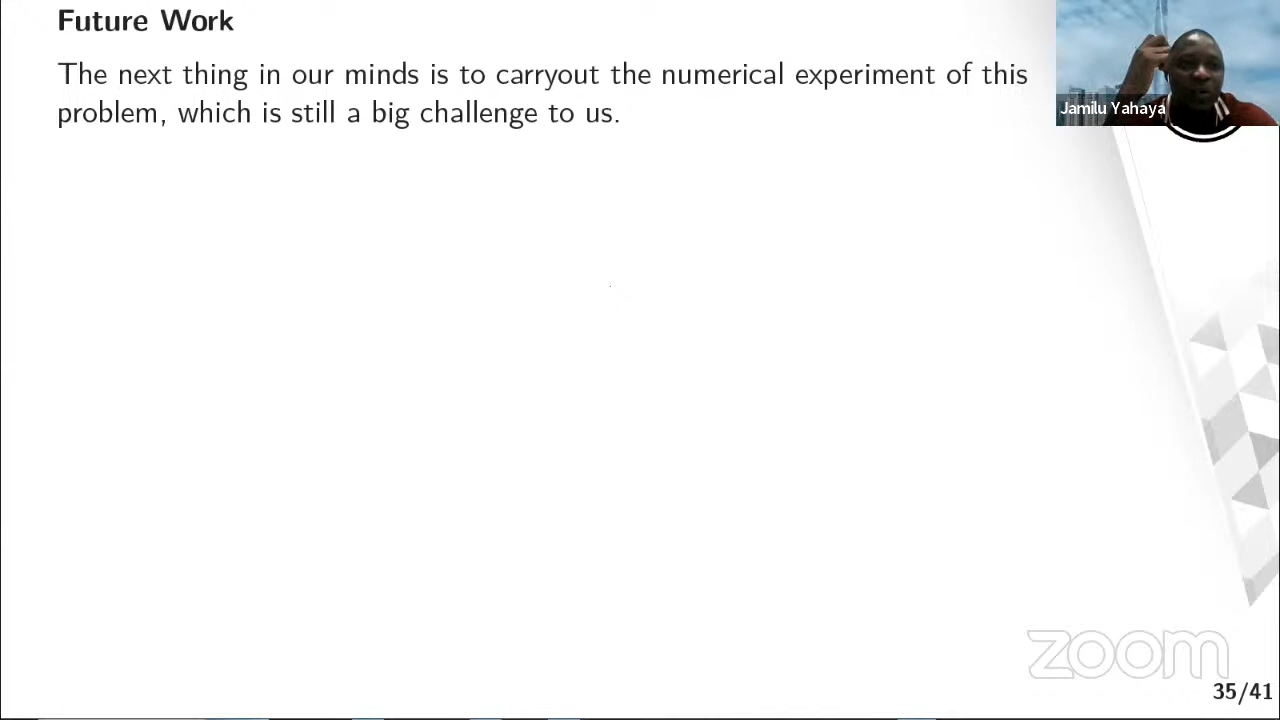 Future Work
The next thing in our minds is to carryout the numerical experiment of this
problem, which is still a big challenge to us.
Jamilu Yahaya
zoom
35/41